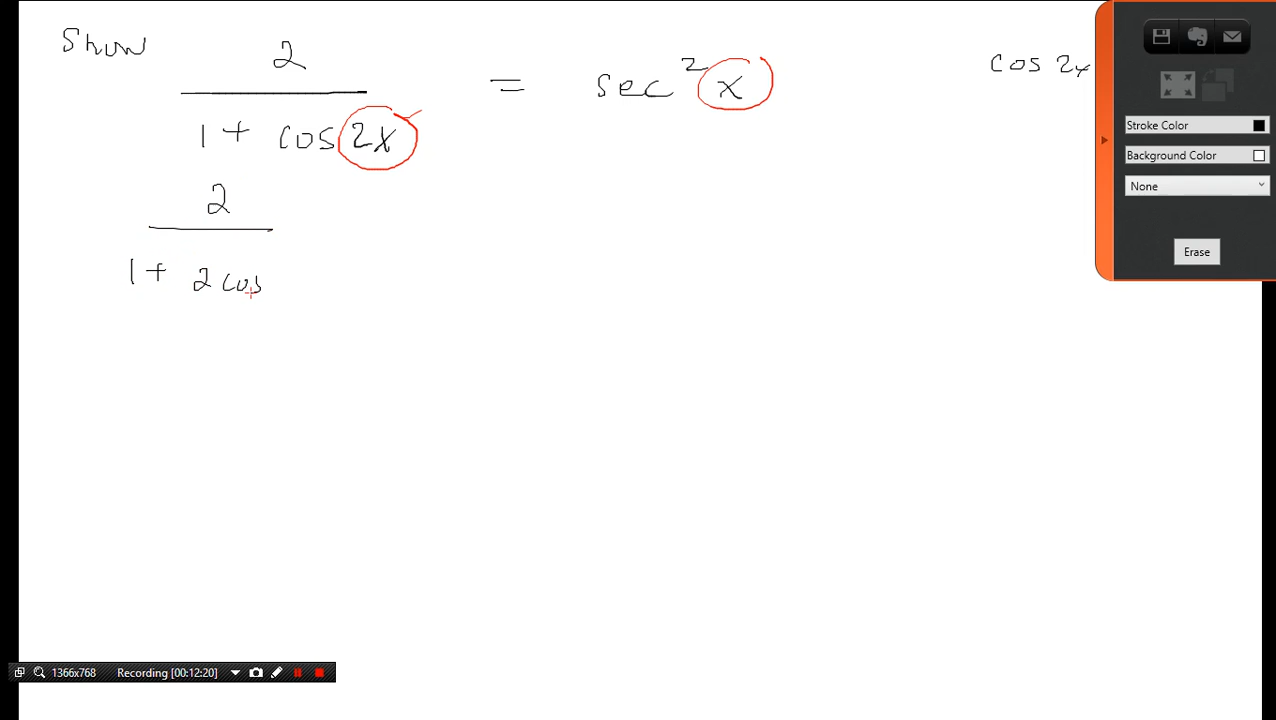 Show 2 / 1 + cos 2x = sec² x
cos 2x
2 / 1 + 2 cos
Stroke Color
Background Color
None
Erase
1366x768 Recording [00:12:20]